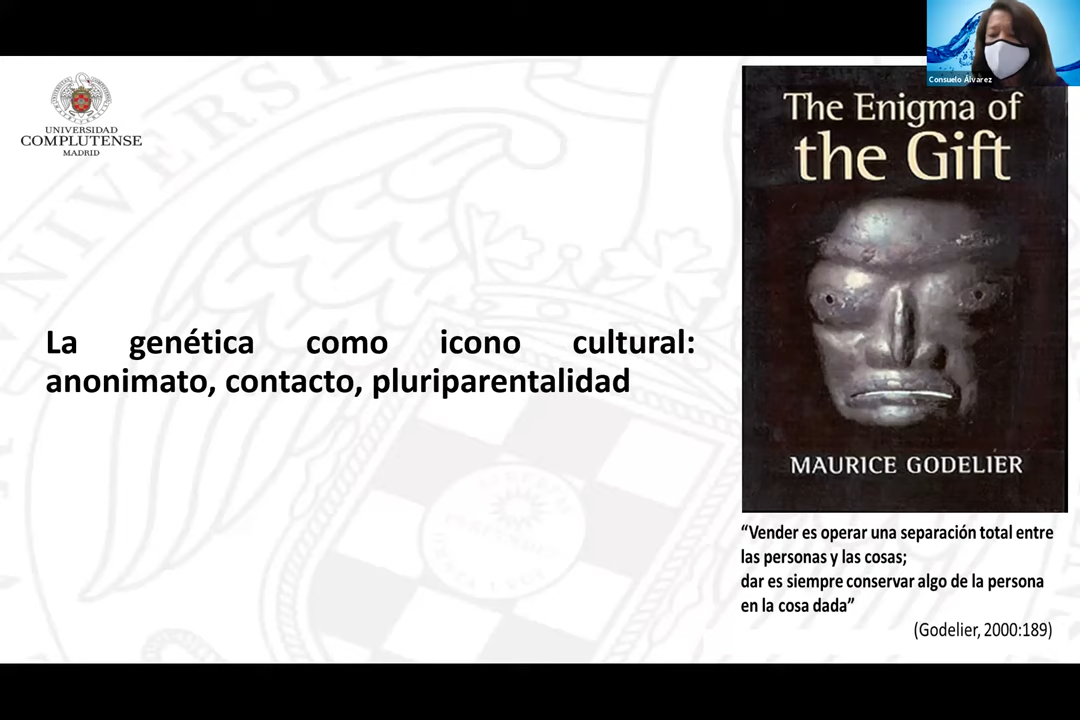 Consuelo Álvarez
UNIVERSIDAD
COMPLUTENSE
MADRID
The Enigma of
the Gift
La genética como icono cultural:
anonimato, contacto, pluriparentalidad
MAURICE GODELIER
“Vender es operar una separación total entre
las personas y las cosas;
dar es siempre conservar algo de la persona
en la cosa dada”
(Godelier, 2000:189)